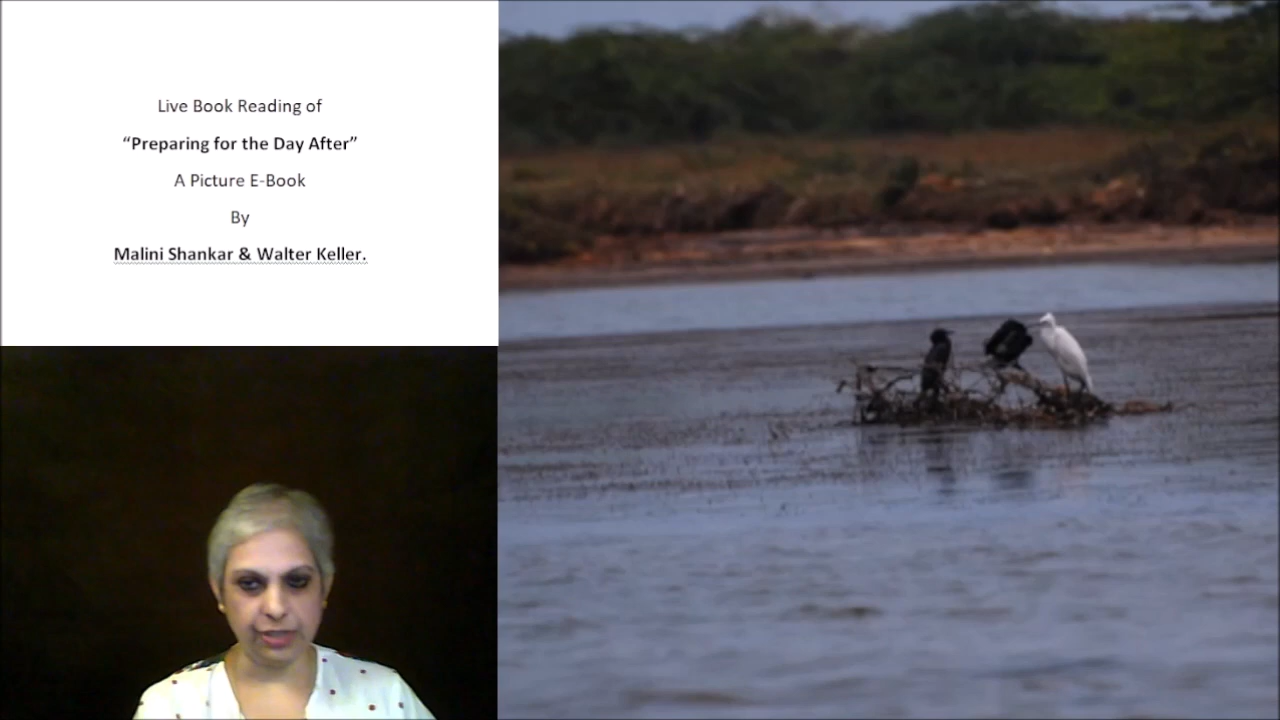 Live Book Reading of
“Preparing for the Day After”
A Picture E-Book
By
Malini Shankar & Walter Keller.